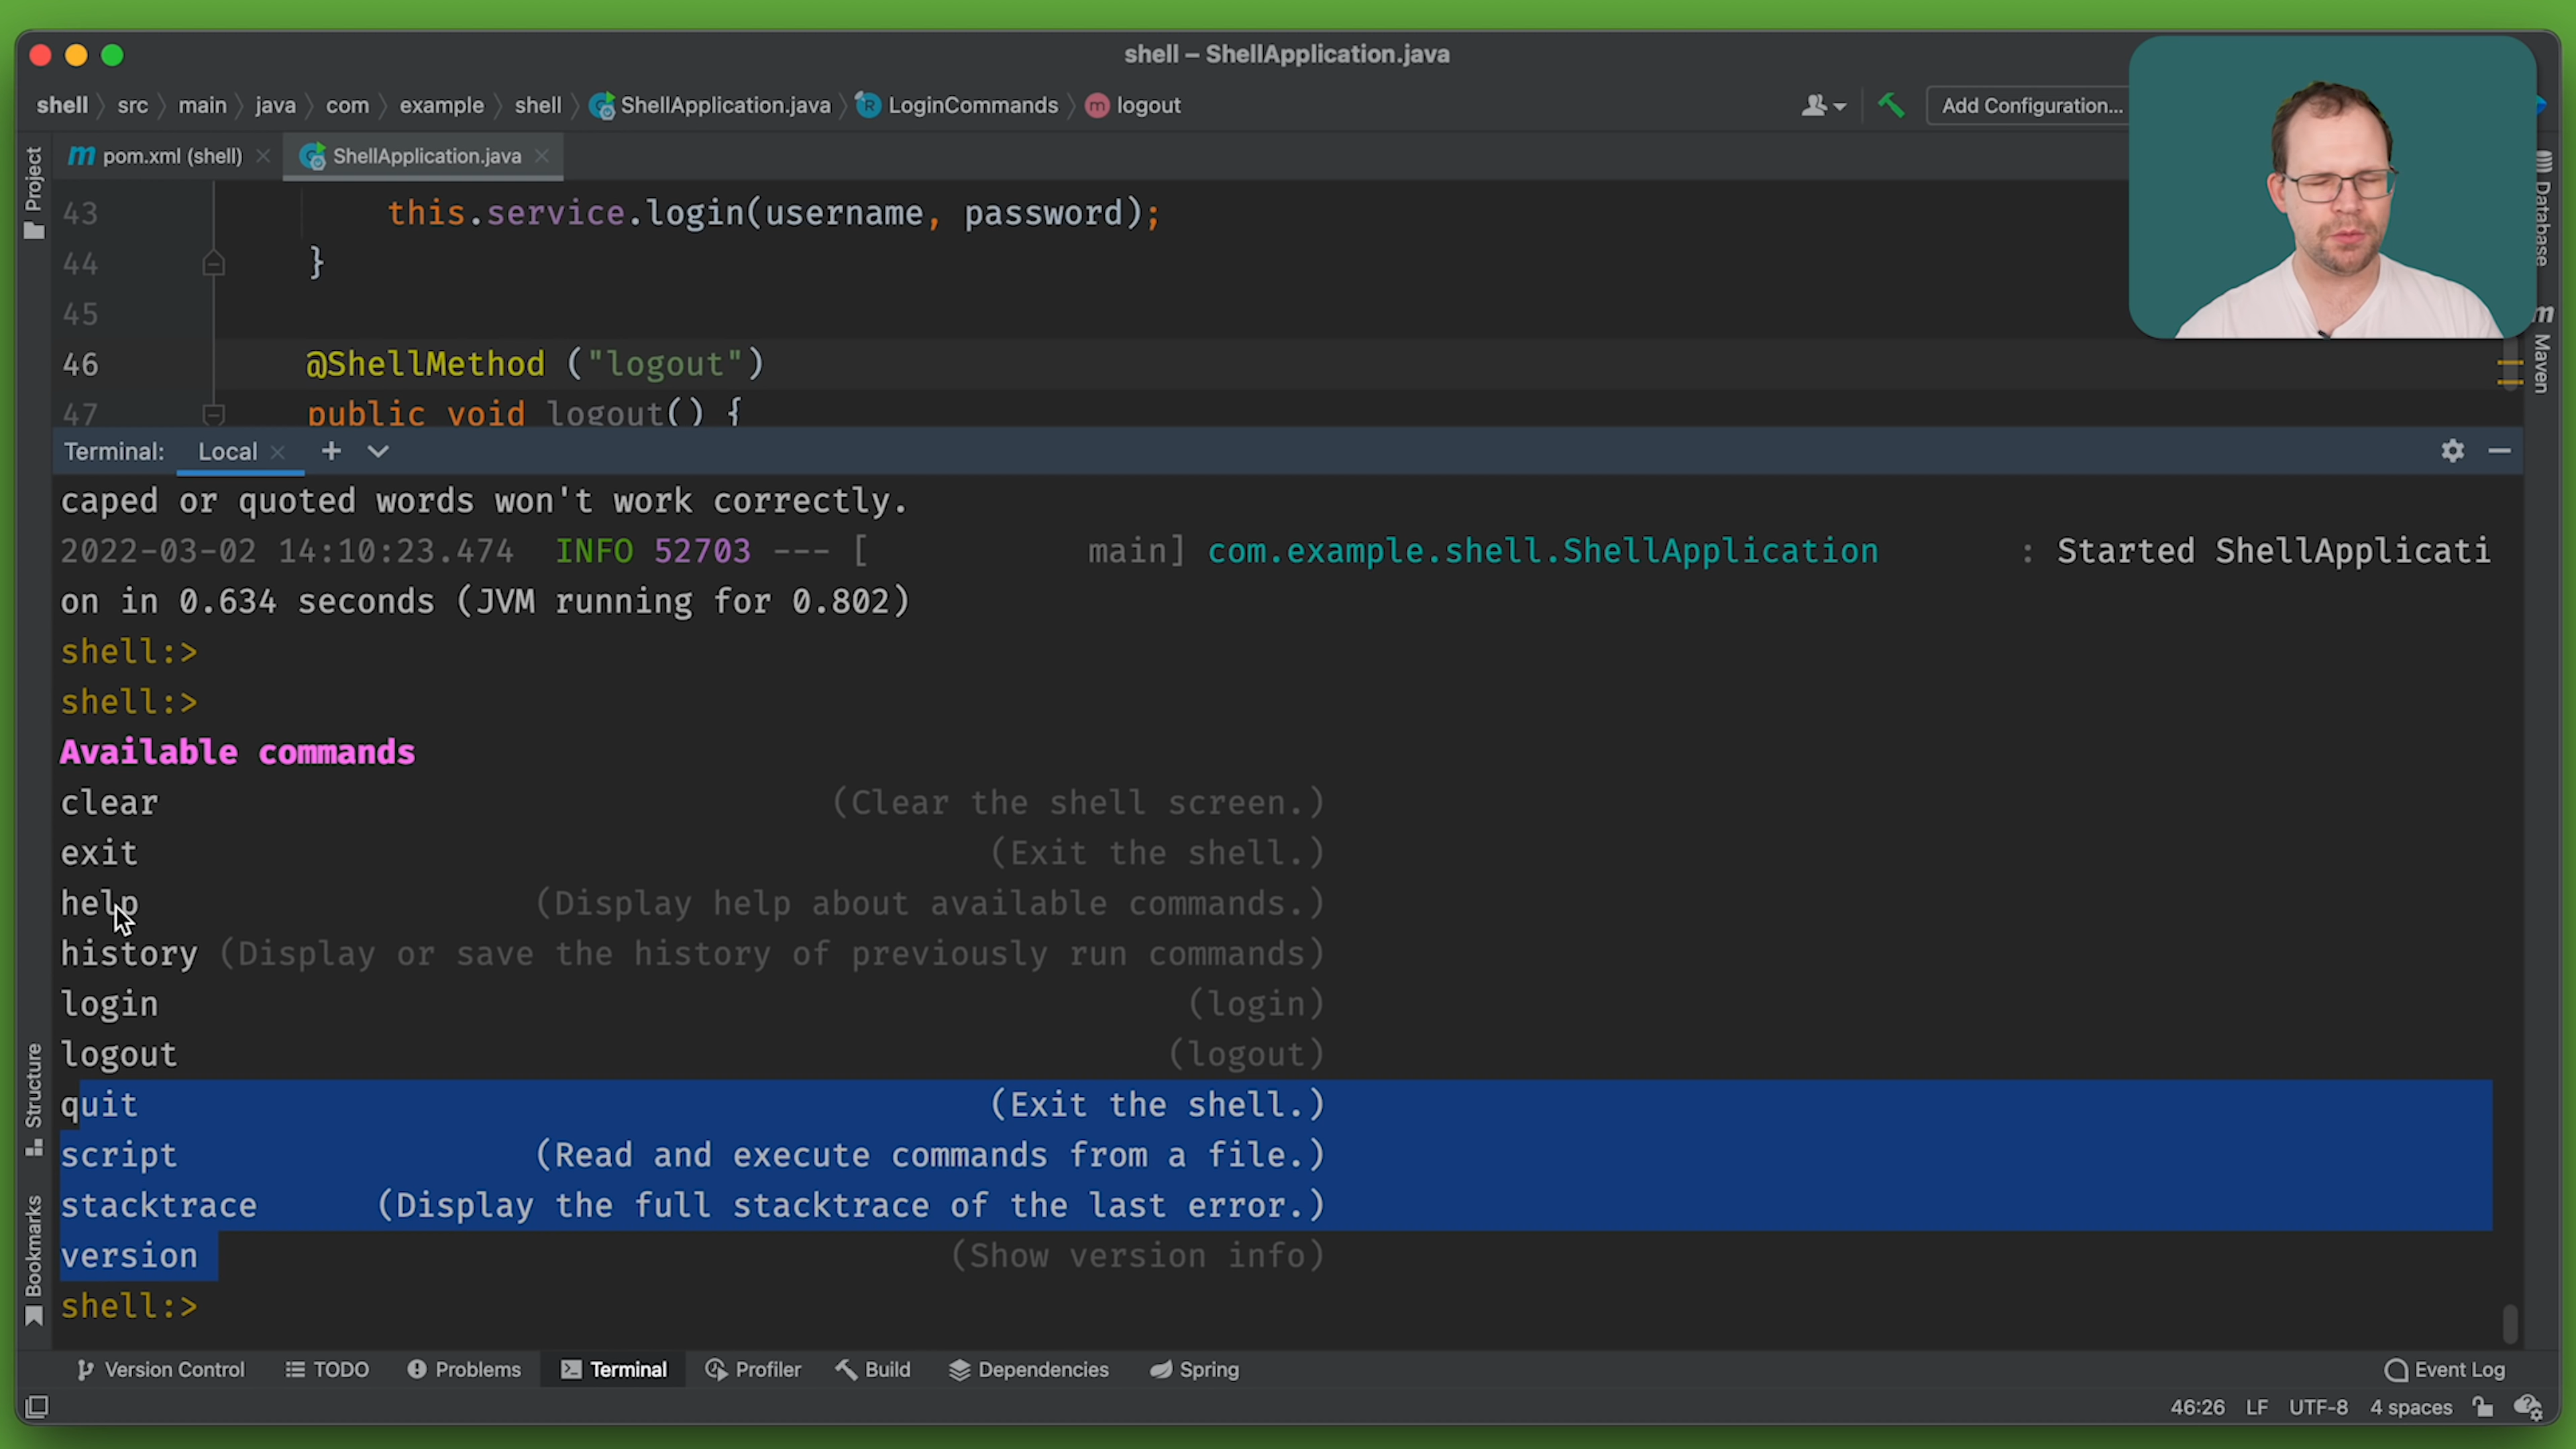 shell – ShellApplication.java
shell src main java com example shell ShellApplication.java LoginCommands m logout
Add Configuration...
m pom.xml (shell) ShellApplication.java
Project
Structure
Bookmarks
43 this.service.login(username, password);
44 }
45
46 @ShellMethod ("logout")
47 public void logout() {
Database
m Maven
Terminal: Local +
caped or quoted words won't work correctly.
2022-03-02 14:10:23.474 INFO 52703 --- [ main] com.example.shell.ShellApplication : Started ShellApplicati
on in 0.634 seconds (JVM running for 0.802)
shell:>
shell:>
Available commands
clear (Clear the shell screen.)
exit (Exit the shell.)
help (Display help about available commands.)
history (Display or save the history of previously run commands)
login (login)
logout (logout)
quit (Exit the shell.)
script (Read and execute commands from a file.)
stacktrace (Display the full stacktrace of the last error.)
version (Show version info)
shell:>
Version Control TODO Problems Terminal Profiler Build Dependencies Spring Event Log
46:26 LF UTF-8 4 spaces